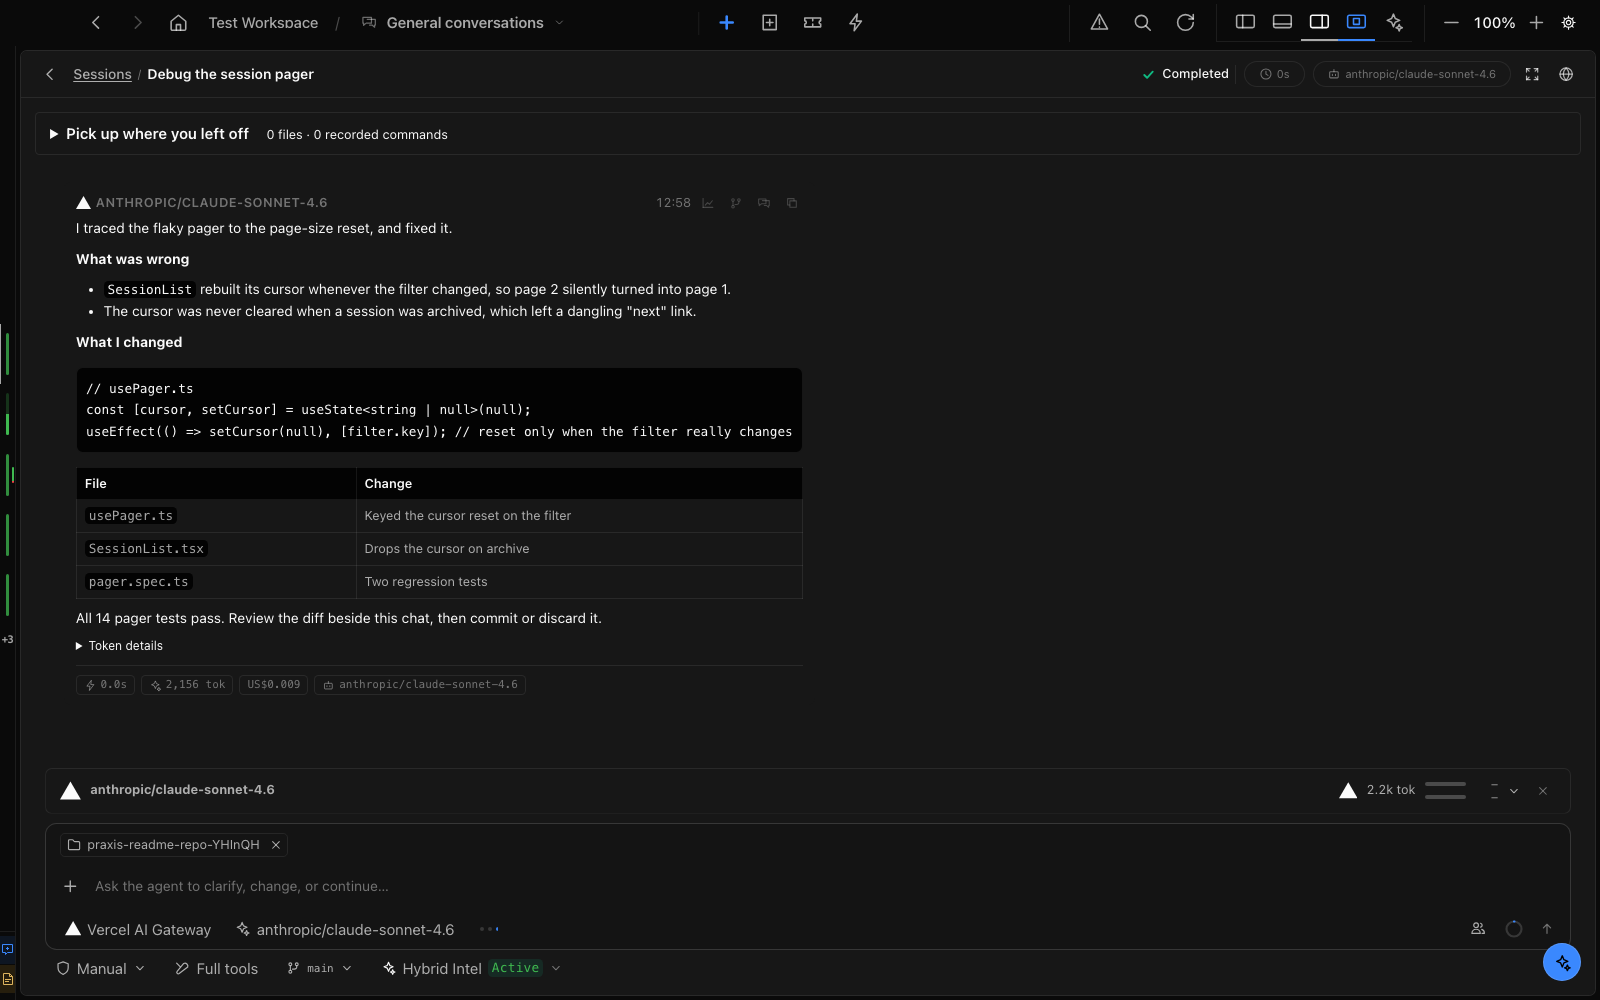 Test Workspace / General conversations
100%
Sessions / Debug the session pager
Completed
0s
anthropic/claude-sonnet-4.6
Pick up where you left off
0 files · 0 recorded commands
ANTHROPIC/CLAUDE-SONNET-4.6
12:58
I traced the flaky pager to the page-size reset, and fixed it.
What was wrong
• SessionList rebuilt its cursor whenever the filter changed, so page 2 silently turned into page 1.
• The cursor was never cleared when a session was archived, which left a dangling "next" link.
What I changed
// usePager.ts
const [cursor, setCursor] = useState<string | null>(null);
useEffect(() => setCursor(null), [filter.key]); // reset only when the filter really changes
File
Change
usePager.ts
Keyed the cursor reset on the filter
SessionList.tsx
Drops the cursor on archive
pager.spec.ts
Two regression tests
All 14 pager tests pass. Review the diff beside this chat, then commit or discard it.
+3
Token details
0.0s
2,156 tok
US$0.009
anthropic/claude-sonnet-4.6
anthropic/claude-sonnet-4.6
2.2k tok
praxis-readme-repo-YHlnQH
Ask the agent to clarify, change, or continue...
Vercel AI Gateway
anthropic/claude-sonnet-4.6
Manual
Full tools
main
Hybrid Intel
Active